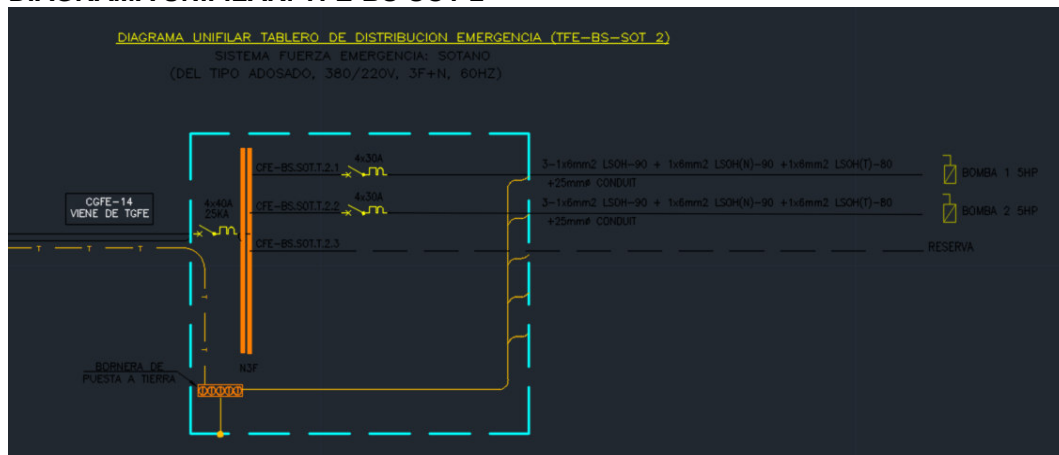 DIAGRAMA UNIFILAR TABLERO DE DISTRIBUCION EMERGENCIA (TFE-BS-SOT 2)
SISTEMA FUERZA EMERGENCIA: SOTANO
(DEL TIPO ADOSADO, 380/220V, 3F+N, 60HZ)
CGFE-14
VIENE DE TGFE
4x40A
25KA
CFE-BS.SOT.T.2.1
4x30A
3-1x6mm2 LSOH-90 + 1x6mm2 LSOH(N)-90 +1x6mm2 LSOH(T)-80
+25mmø CONDUIT
BOMBA 1 5HP
CFE-BS.SOT.T.2.2
4x30A
3-1x6mm2 LSOH-90 + 1x6mm2 LSOH(N)-90 +1x6mm2 LSOH(T)-80
+25mmø CONDUIT
BOMBA 2 5HP
CFE-BS.SOT.T.2.3
RESERVA
T T T
T
T
BORNERA DE
PUESTA A TIERRA
N3F